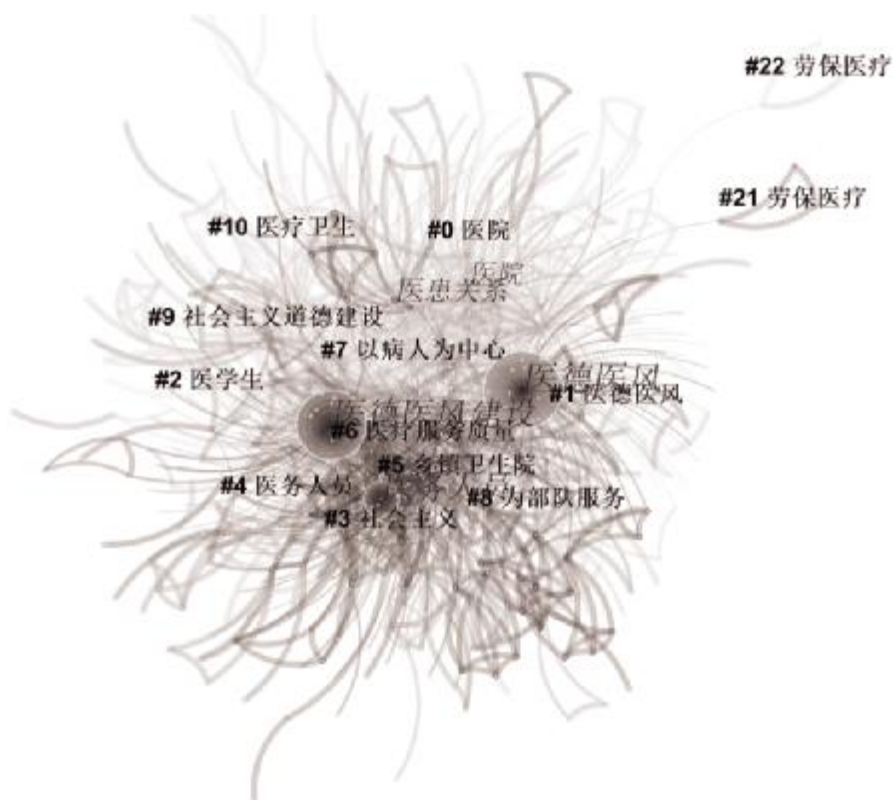 #22 劳保医疗
#21 劳保医疗
#10 医疗卫生
#0 医院
医院
医患关系
#9 社会主义道德建设
#7 以病人为中心
#2 医学生
医德医风
#1 医德医风
医德医风建设
#6 医疗服务质量
#5 乡镇卫生院
#4 医务人员
医务人员
#8 为部队服务
#3 社会主义